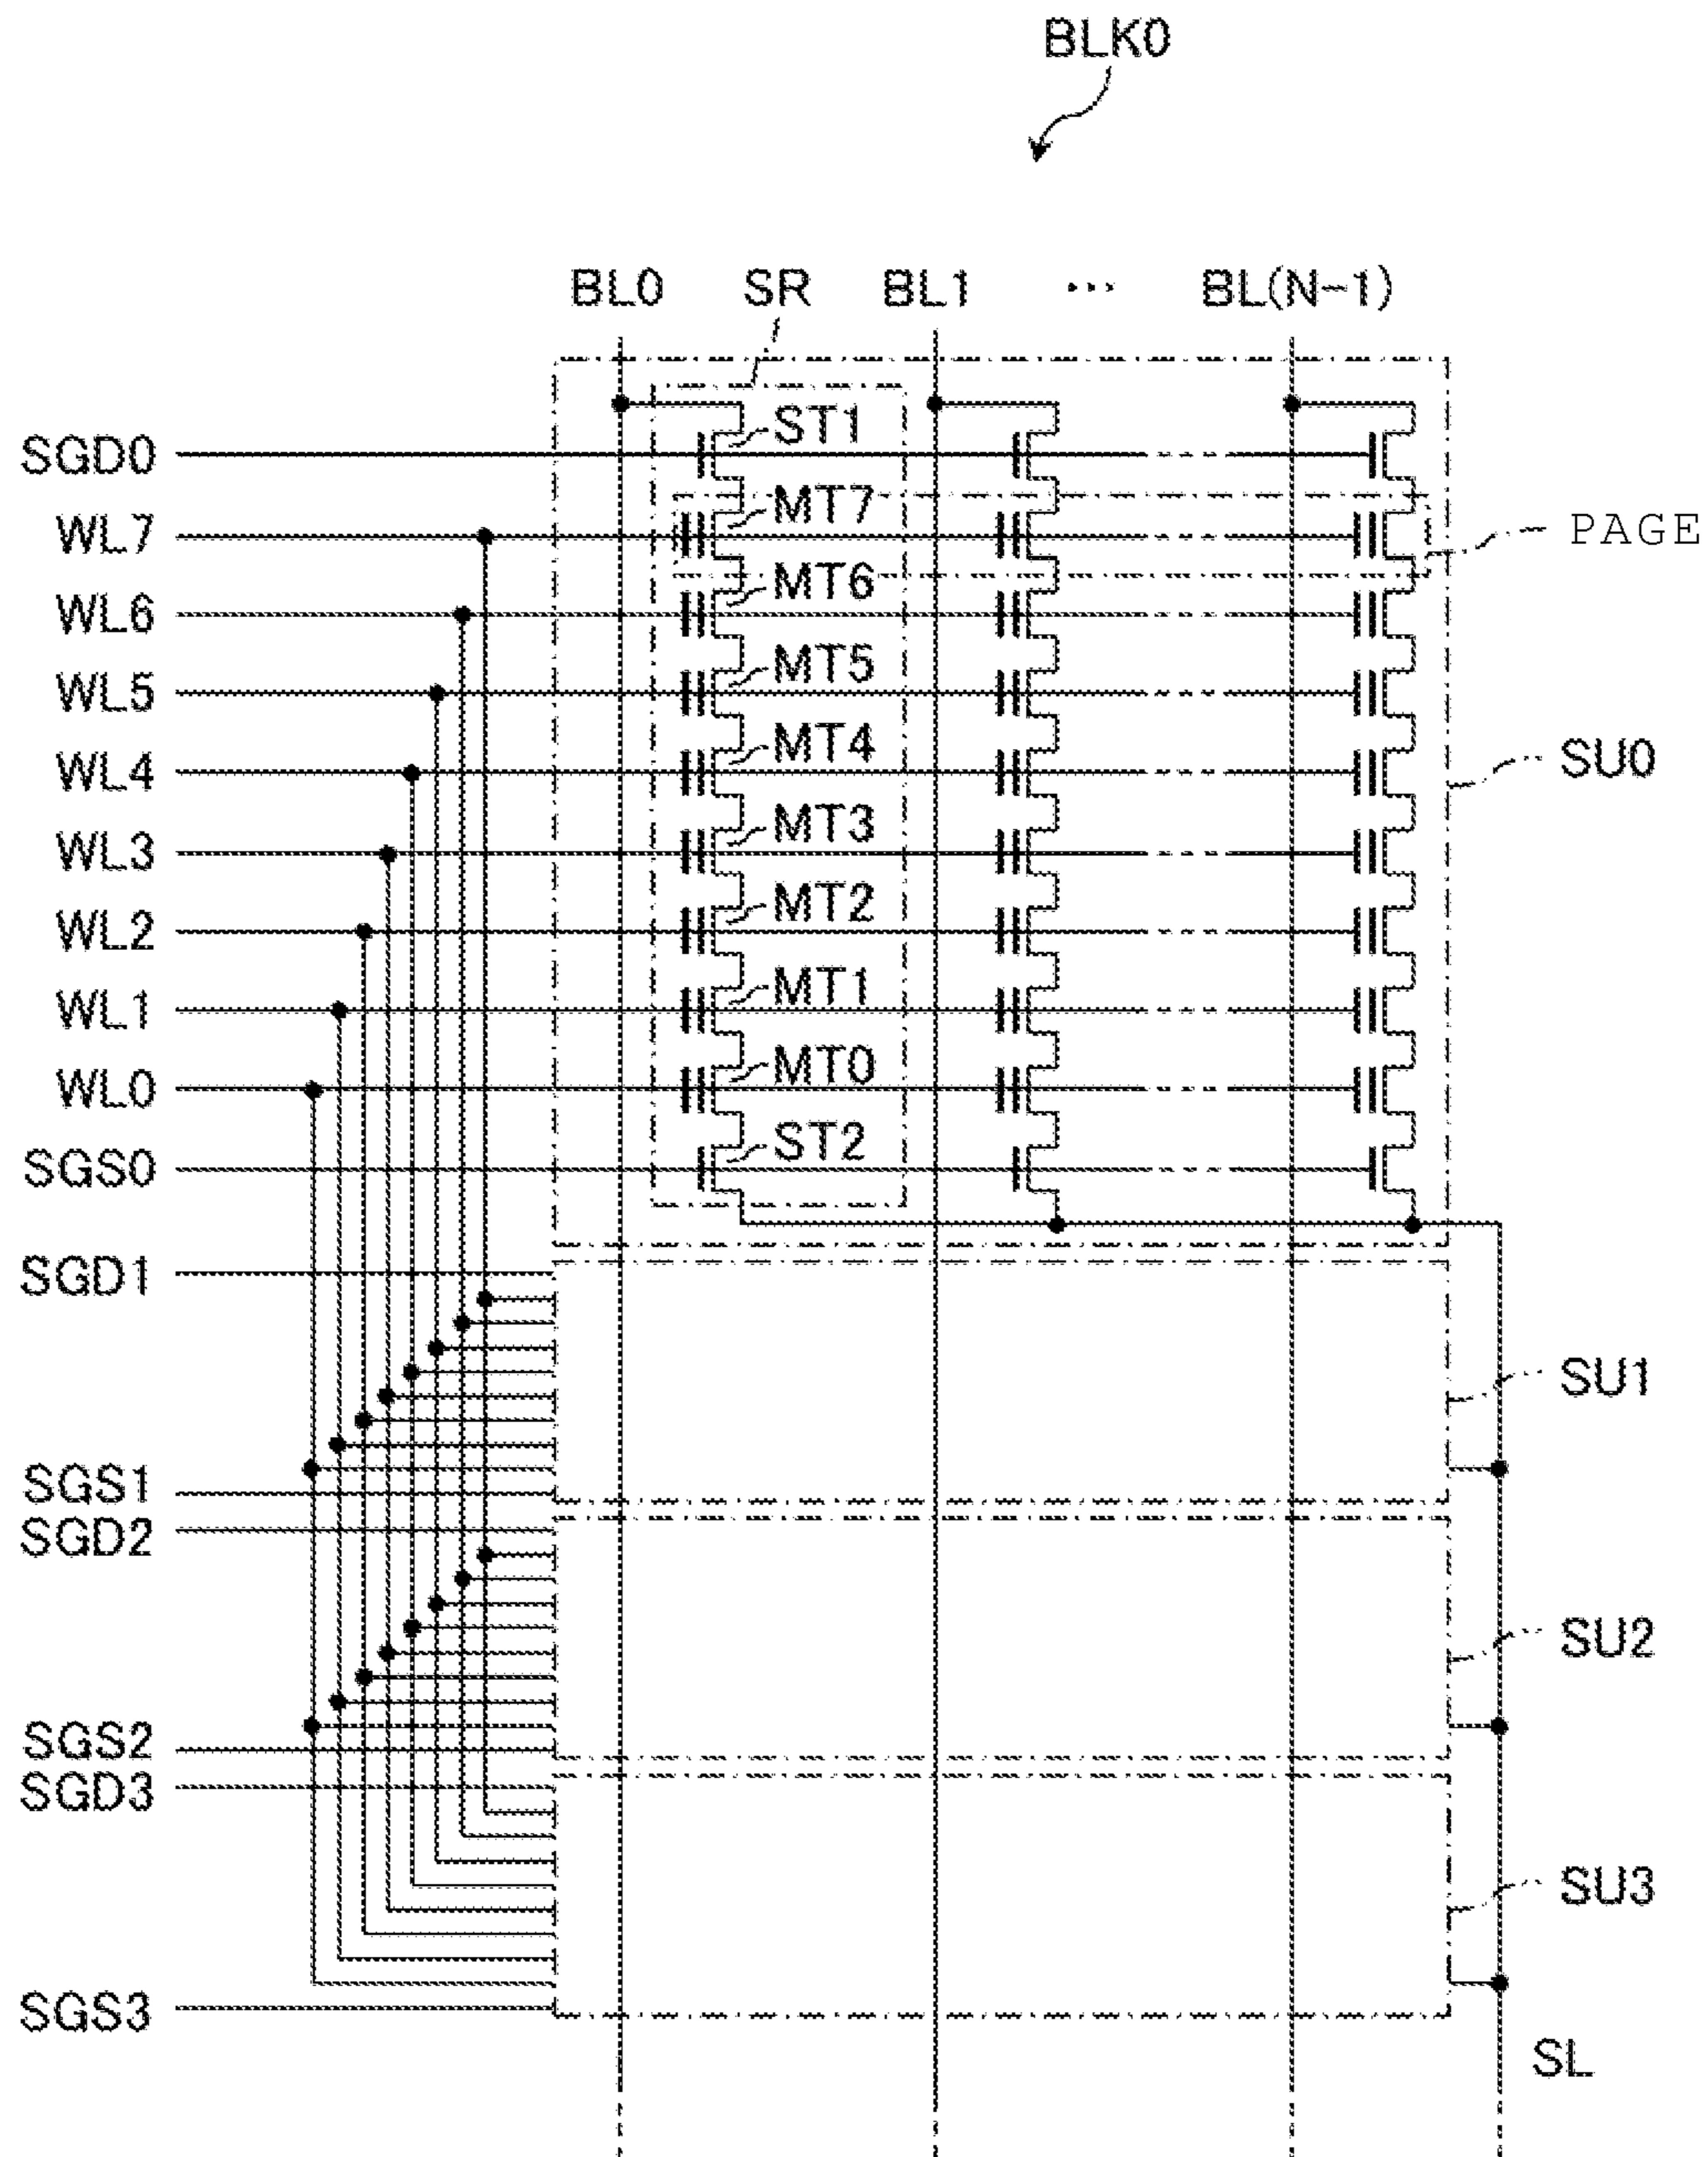 BLK0
BL0 SR BL1 ... BL(N-1)
ST1
SGD0
MT7
WL7
PAGE
MT6
WL6
MT5
WL5
MT4
WL4
SU0
MT3
WL3
MT2
WL2
MT1
WL1
MT0
WL0
ST2
SGS0
SGD1
SU1
SGS1
SGD2
SU2
SGS2
SGD3
SU3
SGS3
SL